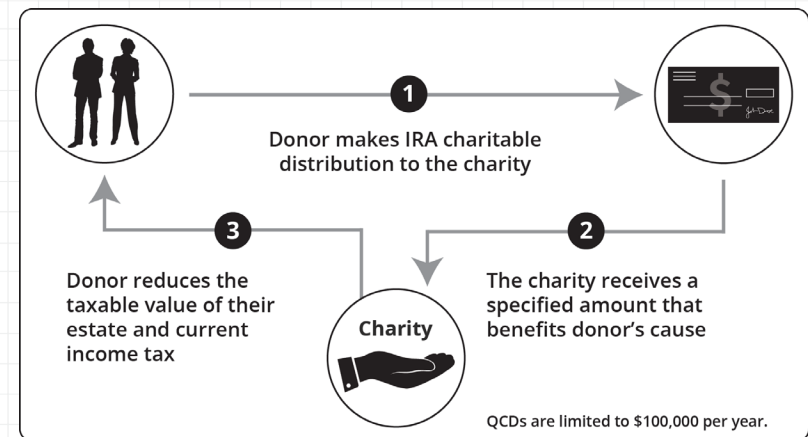 1
Donor makes IRA charitable
distribution to the charity
$
3
2
Donor reduces the
taxable value of their
estate and current
income tax
The charity receives a
specified amount that
benefits donor's cause
Charity
QCDs are limited to $100,000 per year.